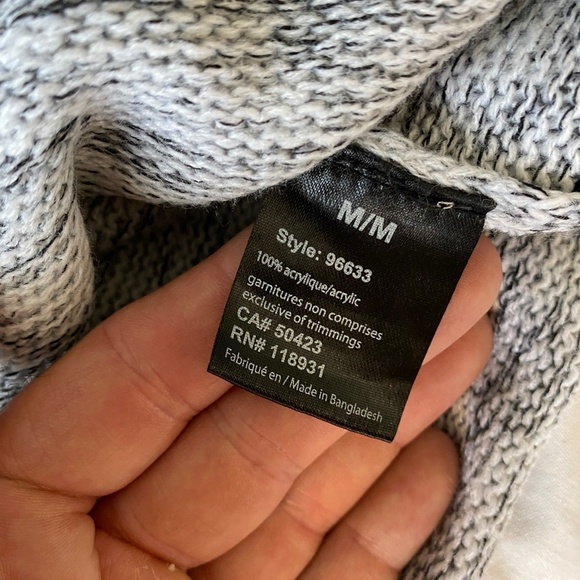 M/M
Style: 96633
100% acrylique/acrylic
garnitures non comprises
exclusive of trimmings
CA# 50423
RN# 118931
Fabriqué en / Made in Bangladesh